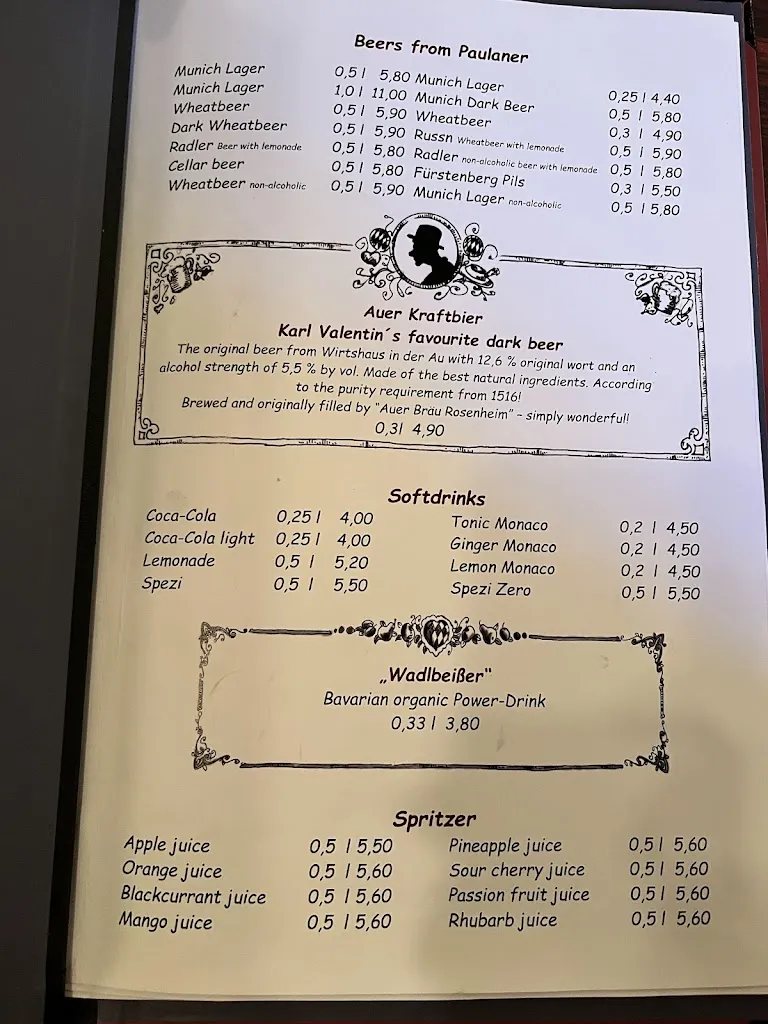 Beers from Paulaner
Munich Lager 0,5 l 5,80 Munich Lager 0,25 l 4,40
Munich Lager 1,0 l 11,00 Munich Dark Beer 0,5 l 5,80
Wheatbeer 0,5 l 5,90 Wheatbeer 0,3 l 4,90
Dark Wheatbeer 0,5 l 5,90 Russn Wheatbeer with lemonade 0,5 l 5,90
Radler Beer with lemonade 0,5 l 5,80 Radler non-alcoholic beer with lemonade 0,5 l 5,80
Cellar beer 0,5 l 5,80 Fürstenberg Pils 0,3 l 5,50
Wheatbeer non-alcoholic 0,5 l 5,90 Munich Lager non-alcoholic 0,5 l 5,80
Auer Kraftbier
Karl Valentin´s favourite dark beer
The original beer from Wirtshaus in der Au with 12,6 % original wort and an
alcohol strength of 5,5 % by vol. Made of the best natural ingredients. According
to the purity requirement from 1516!
Brewed and originally filled by "Auer Bräu Rosenheim" – simply wonderful!
0,3l 4,90
Softdrinks
Coca-Cola 0,25 l 4,00 Tonic Monaco 0,2 l 4,50
Coca-Cola light 0,25 l 4,00 Ginger Monaco 0,2 l 4,50
Lemonade 0,5 l 5,20 Lemon Monaco 0,2 l 4,50
Spezi 0,5 l 5,50 Spezi Zero 0,5 l 5,50
„Wadlbeißer“
Bavarian organic Power-Drink
0,33 l 3,80
Spritzer
Apple juice 0,5 l 5,50 Pineapple juice 0,5 l 5,60
Orange juice 0,5 l 5,60 Sour cherry juice 0,5 l 5,60
Blackcurrant juice 0,5 l 5,60 Passion fruit juice 0,5 l 5,60
Mango juice 0,5 l 5,60 Rhubarb juice 0,5 l 5,60